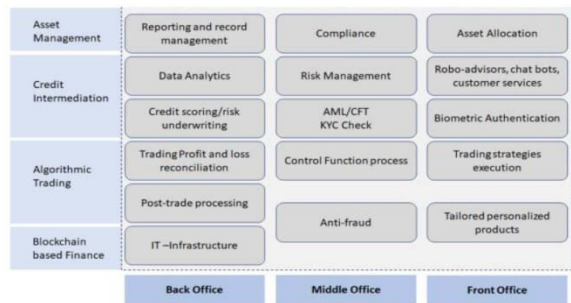 Asset
Management
Reporting and record
management
Compliance
Asset Allocation
Credit
Intermediation
Data Analytics
Risk Management
Robo-advisors, chat bots,
customer services
Credit scoring/risk
underwriting
AML/CFT
KYC Check
Biometric Authentication
Algorithmic
Trading
Trading Profit and loss
reconciliation
Control Function process
Trading strategies
execution
Post-trade processing
Anti-fraud
Tailored personalized
products
Blockchain
based Finance
IT –Infrastructure
Back Office
Middle Office
Front Office